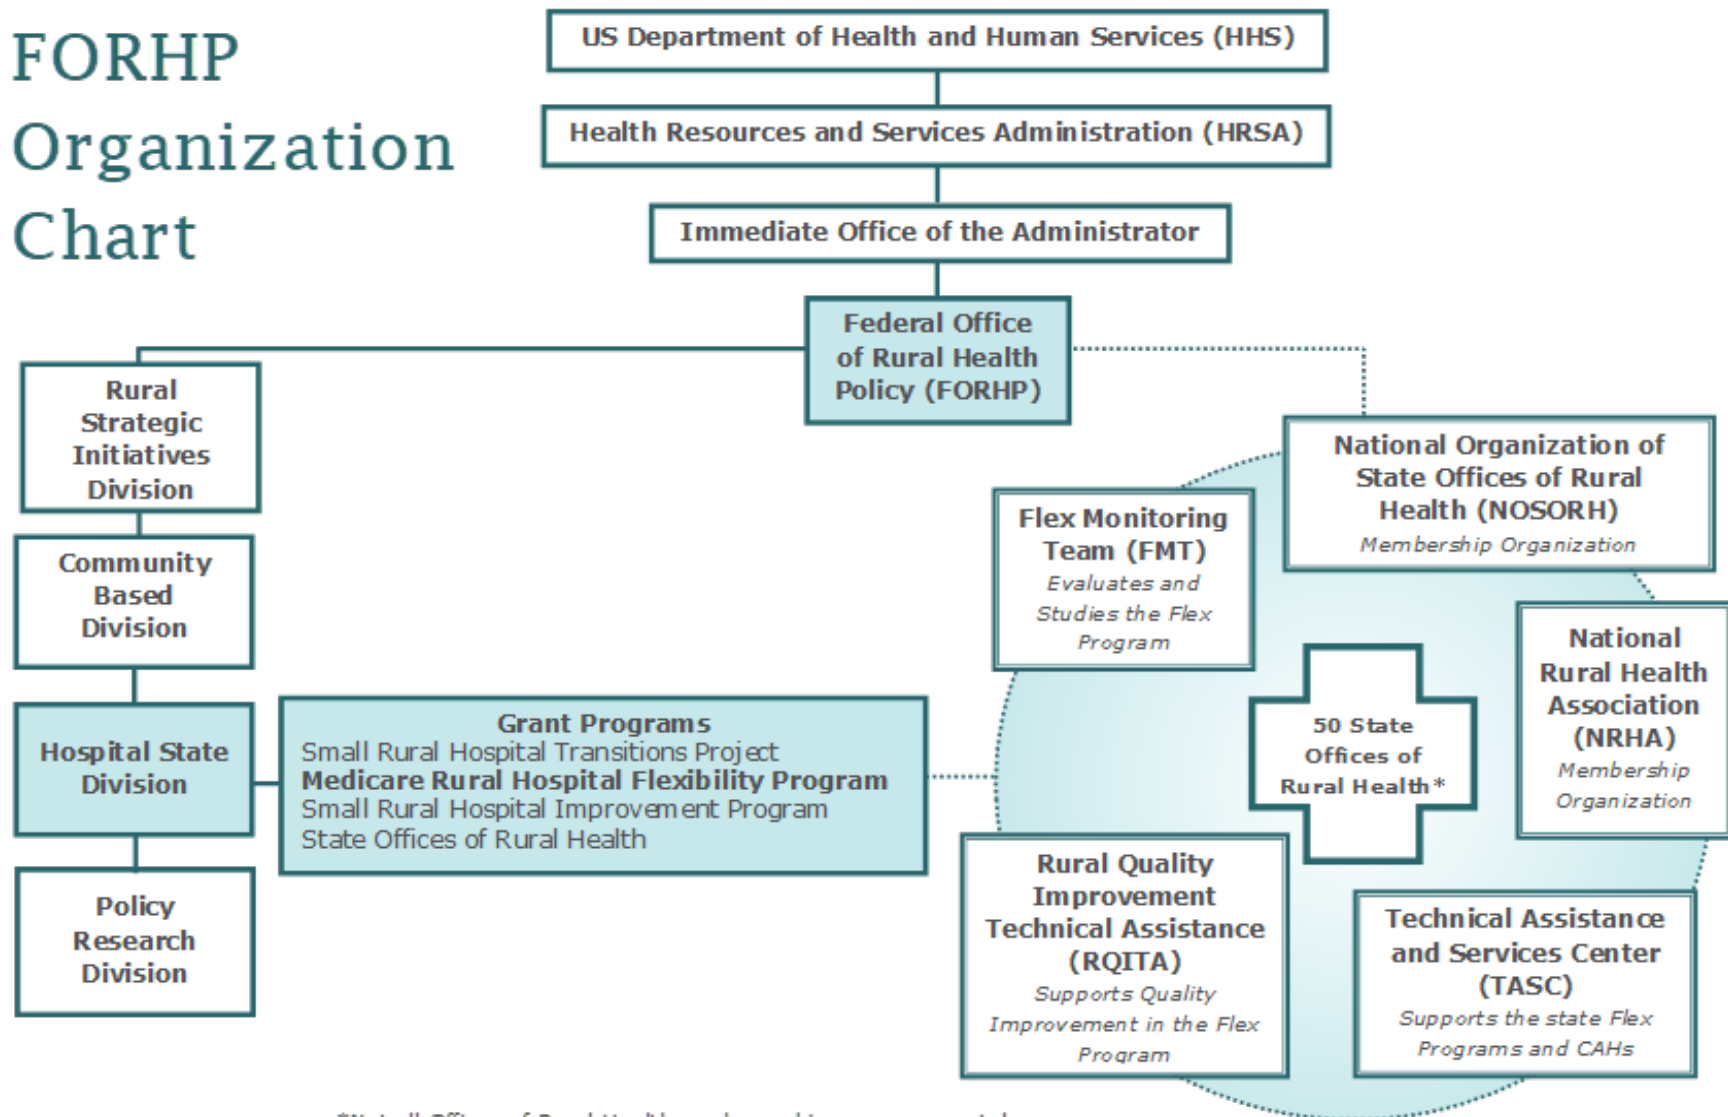 FORHP
Organization
Chart
US Department of Health and Human Services (HHS)
Health Resources and Services Administration (HRSA)
Immediate Office of the Administrator
Federal Office
of Rural Health
Policy (FORHP)
Rural
Strategic
Initiatives
Division
Community
Based
Division
Hospital State
Division
Policy
Research
Division
Grant Programs
Small Rural Hospital Transitions Project
Medicare Rural Hospital Flexibility Program
Small Rural Hospital Improvement Program
State Offices of Rural Health
National Organization of
State Offices of Rural
Health (NOSORH)
Membership Organization
Flex Monitoring
Team (FMT)
Evaluates and
Studies the Flex
Program
National
Rural Health
Association
(NRHA)
Membership
Organization
50 State
Offices of
Rural Health*
Rural Quality
Improvement
Technical Assistance
(RQITA)
Supports Quality
Improvement in the Flex
Program
Technical Assistance
and Services Center
(TASC)
Supports the state Flex
Programs and CAHs